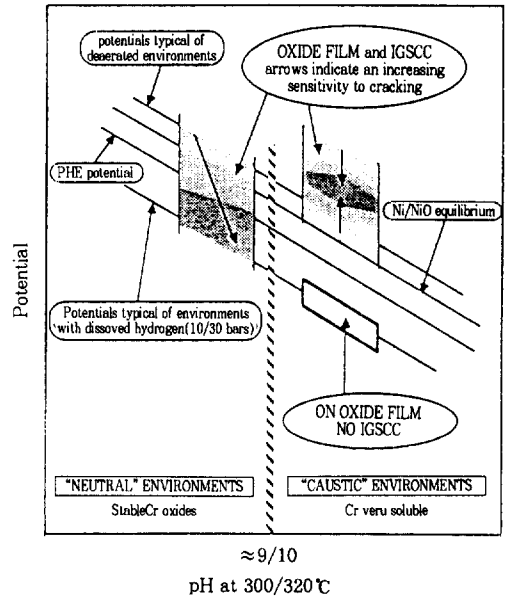 potentials typical of
deaerated environments
OXIDE FILM and IGSCC
arrows indicate an increasing
sensitivity to cracking
PHE potential
Ni/NiO equilibrium
Potential
Potentials typical of environments
with dissoved hydrogen(10/30 bars)
ON OXIDE FILM
NO IGSCC
"NEUTRAL" ENVIRONMENTS
"CAUSTIC" ENVIRONMENTS
StableCr oxides
Cr veru soluble
≈9/10
pH at 300/320℃